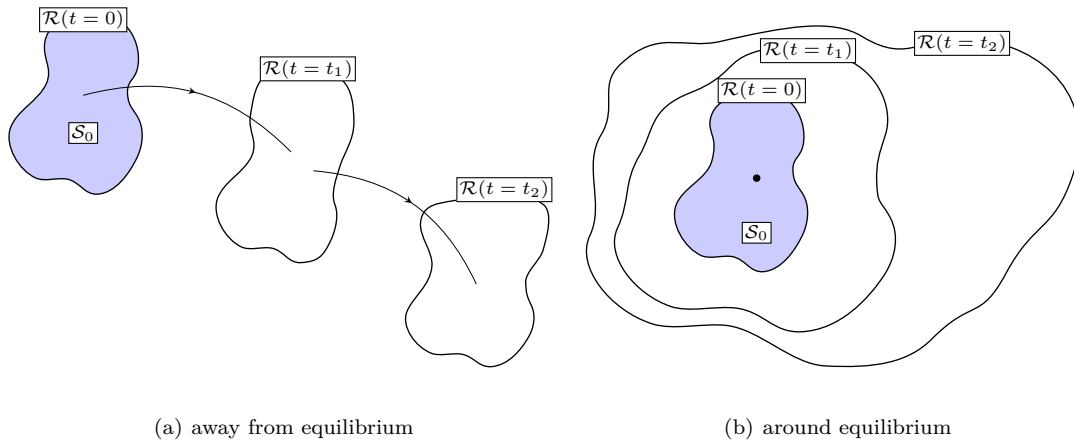 ℛ(t = 0)
ℛ(t = t₁)
ℛ(t = t₂)
𝒮₀
ℛ(t = t₂)
ℛ(t = t₁)
ℛ(t = 0)
𝒮₀
(a) away from equilibrium
(b) around equilibrium